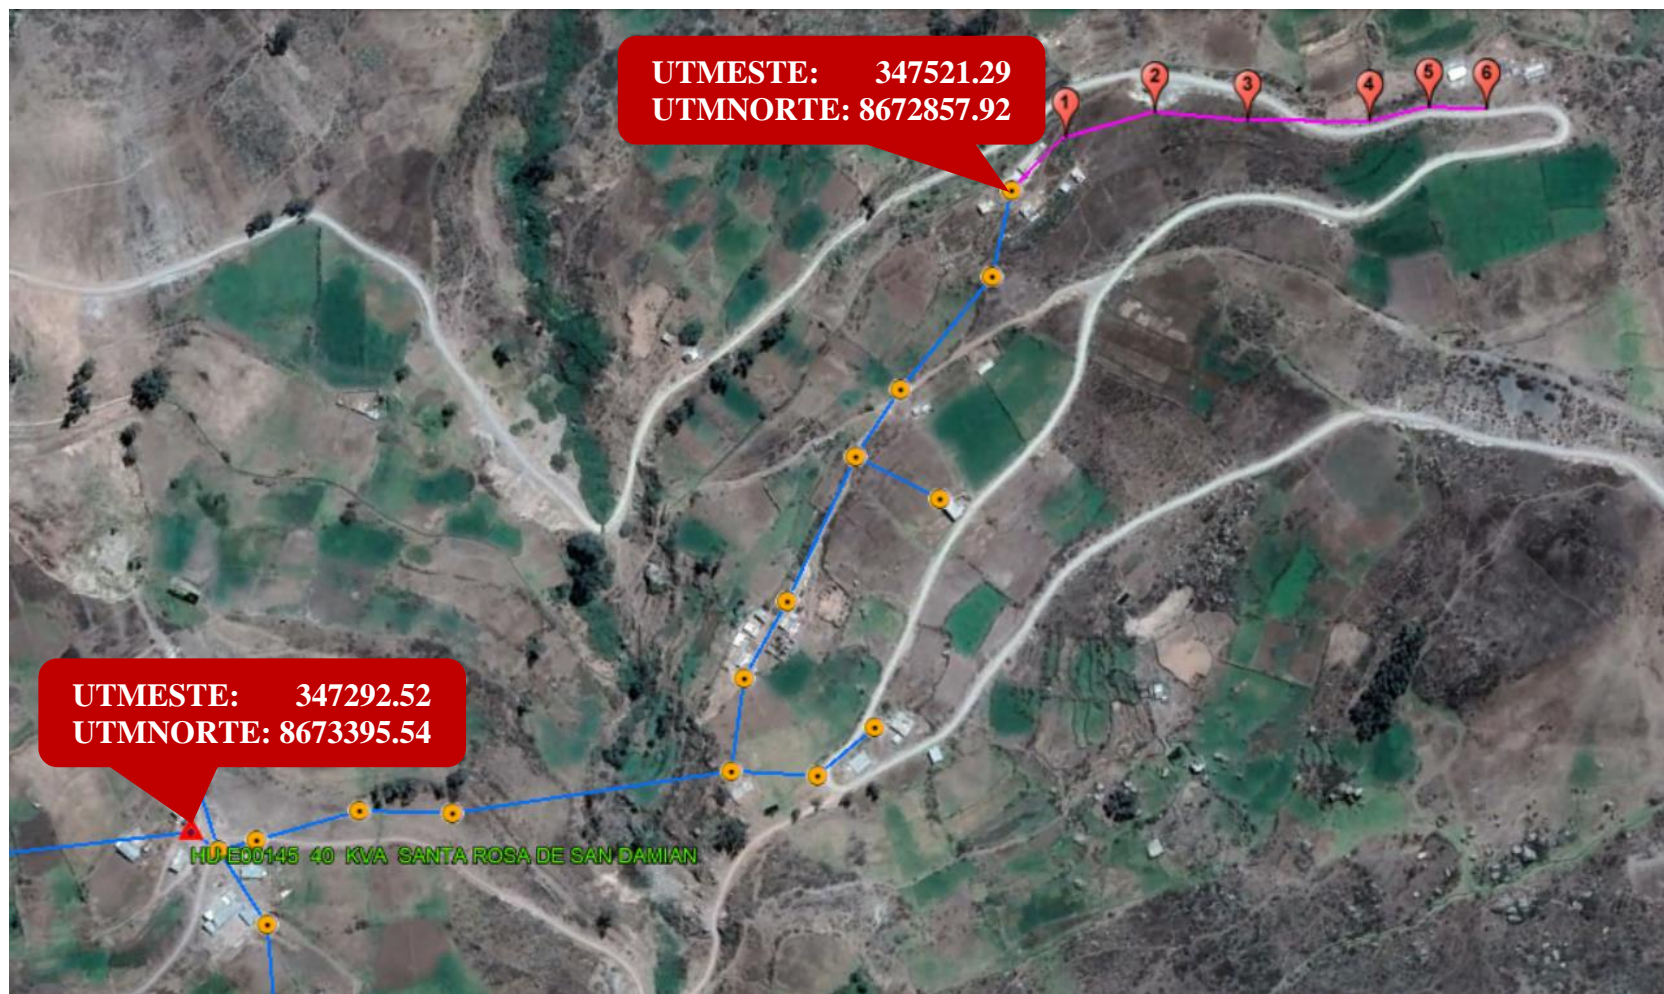 UTMESTE: 347521.29
UTMNORTE: 8672857.92
1
2
3
4
5
6
UTMESTE: 347292.52
UTMNORTE: 8673395.54
HU-E00145 40 KVA SANTA ROSA DE SAN DAMIAN